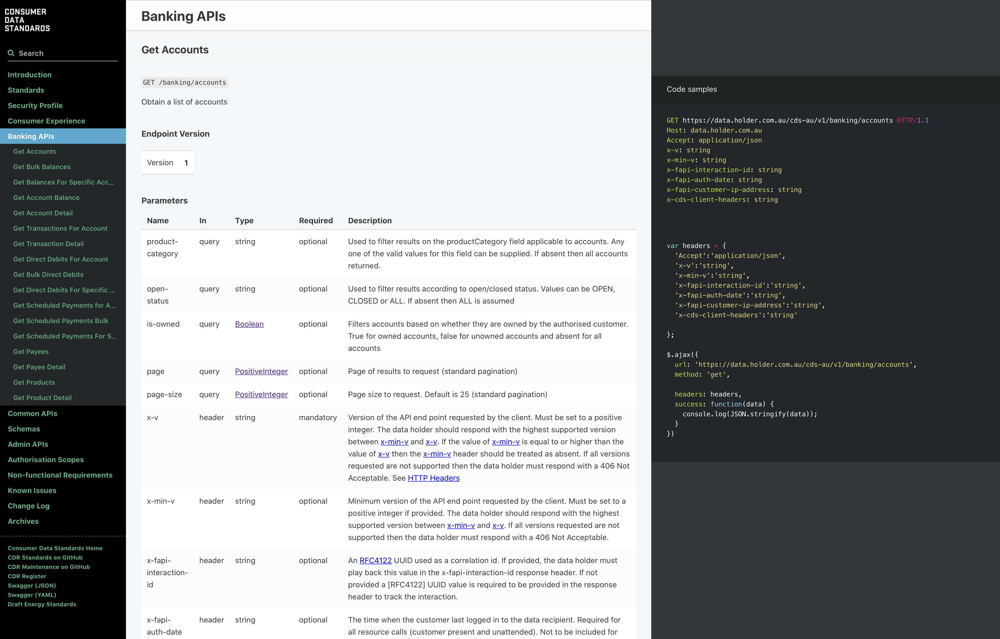 CONSUMER
DATA
STANDARDS
Search
Introduction
Standards
Security Profile
Consumer Experience
Banking APIs
Get Accounts
Get Bulk Balances
Get Balances For Specific Acc...
Get Account Balance
Get Account Detail
Get Transactions For Account
Get Transaction Detail
Get Direct Debits For Account
Get Bulk Direct Debits
Get Direct Debits For Specific ...
Get Scheduled Payments for A...
Get Scheduled Payments Bulk
Get Scheduled Payments For S...
Get Payees
Get Payee Detail
Get Products
Get Product Detail
Common APIs
Schemas
Admin APIs
Authorisation Scopes
Non-functional Requirements
Known Issues
Change Log
Archives
Consumer Data Standards Home
CDR Standards on GitHub
CDR Maintenance on GitHub
CDR Register
Swagger (JSON)
Swagger (YAML)
Draft Energy Standards
Banking APIs
Get Accounts
GET /banking/accounts
Obtain a list of accounts
Endpoint Version
Version 1
Parameters
Name In Type Required Description
product-category query string optional Used to filter results on the productCategory field applicable to accounts. Any
one of the valid values for this field can be supplied. If absent then all accounts
returned.
open-status query string optional Used to filter results according to open/closed status. Values can be OPEN,
CLOSED or ALL. If absent then ALL is assumed
is-owned query Boolean optional Filters accounts based on whether they are owned by the authorised customer.
True for owned accounts, false for unowned accounts and absent for all
accounts
page query PositiveInteger optional Page of results to request (standard pagination)
page-size query PositiveInteger optional Page size to request. Default is 25 (standard pagination)
x-v header string mandatory Version of the API end point requested by the client. Must be set to a positive
integer. The data holder should respond with the highest supported version
between x-min-v and x-v. If the value of x-min-v is equal to or higher than the
value of x-v then the x-min-v header should be treated as absent. If all versions
requested are not supported then the data holder must respond with a 406 Not
Acceptable. See HTTP Headers
x-min-v header string optional Minimum version of the API end point requested by the client. Must be set to a
positive integer if provided. The data holder should respond with the highest
supported version between x-min-v and x-v. If all versions requested are not
supported then the data holder must respond with a 406 Not Acceptable.
x-fapi-interaction-id header string optional An RFC4122 UUID used as a correlation id. If provided, the data holder must
play back this value in the x-fapi-interaction-id response header. If not
provided a [RFC4122] UUID value is required to be provided in the response
header to track the interaction.
x-fapi-auth-date header string optional The time when the customer last logged in to the data recipient. Required for
all resource calls (customer present and unattended). Not to be included for
Code samples
GET https://data.holder.com.au/cds-au/v1/banking/accounts HTTP/1.1
Host: data.holder.com.au
Accept: application/json
x-v: string
x-min-v: string
x-fapi-interaction-id: string
x-fapi-auth-date: string
x-fapi-customer-ip-address: string
x-cds-client-headers: string
var headers = {
'Accept':'application/json',
'x-v':'string',
'x-min-v':'string',
'x-fapi-interaction-id':'string',
'x-fapi-auth-date':'string',
'x-fapi-customer-ip-address':'string',
'x-cds-client-headers':'string'
};
$.ajax({
url: 'https://data.holder.com.au/cds-au/v1/banking/accounts',
method: 'get',
headers: headers,
success: function(data) {
console.log(JSON.stringify(data));
}
})